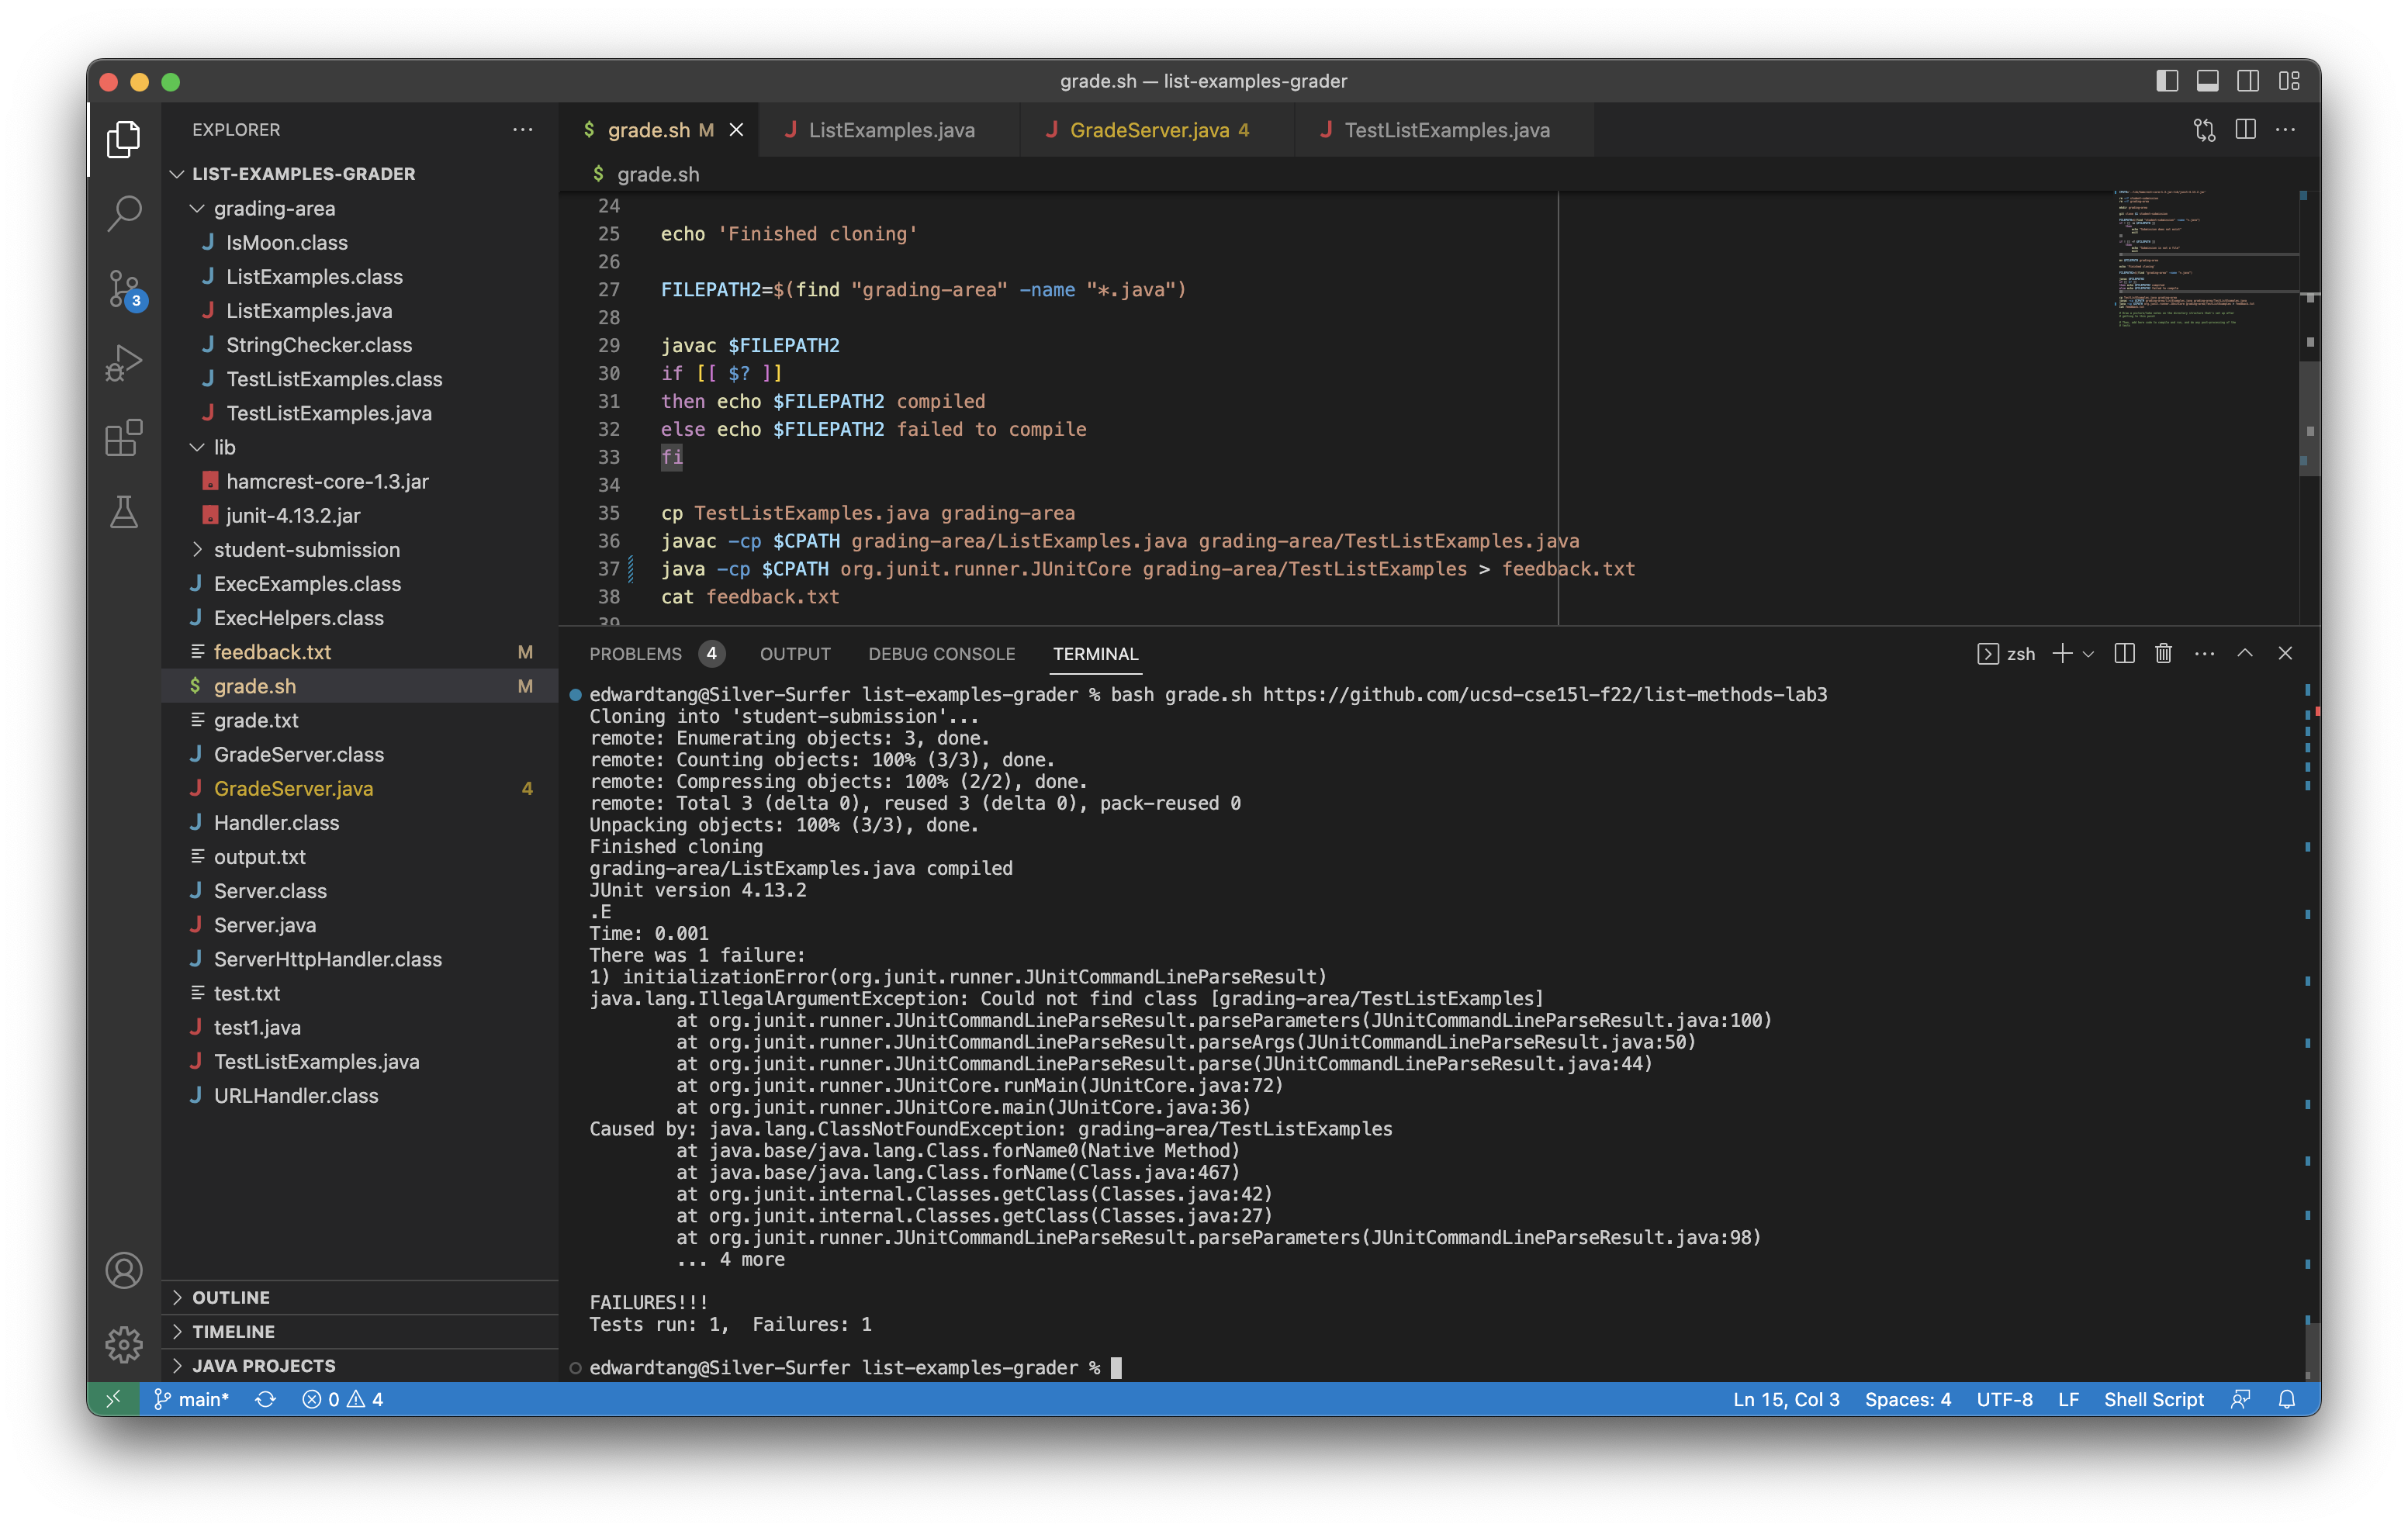 grade.sh — list-examples-grader
EXPLORER
LIST-EXAMPLES-GRADER
grading-area
IsMoon.class
ListExamples.class
ListExamples.java
StringChecker.class
TestListExamples.class
TestListExamples.java
lib
hamcrest-core-1.3.jar
junit-4.13.2.jar
student-submission
ExecExamples.class
ExecHelpers.class
feedback.txt M
grade.sh M
grade.txt
GradeServer.class
GradeServer.java 4
Handler.class
output.txt
Server.class
Server.java
ServerHttpHandler.class
test.txt
test1.java
TestListExamples.java
URLHandler.class
OUTLINE
TIMELINE
JAVA PROJECTS
3
$ grade.sh M ListExamples.java GradeServer.java 4 TestListExamples.java
$ grade.sh
24
25 echo 'Finished cloning'
26
27 FILEPATH2=$(find "grading-area" -name "*.java")
28
29 javac $FILEPATH2
30 if [[ $? ]]
31 then echo $FILEPATH2 compiled
32 else echo $FILEPATH2 failed to compile
33 fi
34
35 cp TestListExamples.java grading-area
36 javac -cp $CPATH grading-area/ListExamples.java grading-area/TestListExamples.java
37 java -cp $CPATH org.junit.runner.JUnitCore grading-area/TestListExamples > feedback.txt
38 cat feedback.txt
39
PROBLEMS 4 OUTPUT DEBUG CONSOLE TERMINAL zsh
edwardtang@Silver-Surfer list-examples-grader % bash grade.sh https://github.com/ucsd-cse15l-f22/list-methods-lab3
Cloning into 'student-submission'...
remote: Enumerating objects: 3, done.
remote: Counting objects: 100% (3/3), done.
remote: Compressing objects: 100% (2/2), done.
remote: Total 3 (delta 0), reused 3 (delta 0), pack-reused 0
Unpacking objects: 100% (3/3), done.
Finished cloning
grading-area/ListExamples.java compiled
JUnit version 4.13.2
.E
Time: 0.001
There was 1 failure:
1) initializationError(org.junit.runner.JUnitCommandLineParseResult)
java.lang.IllegalArgumentException: Could not find class [grading-area/TestListExamples]
at org.junit.runner.JUnitCommandLineParseResult.parseParameters(JUnitCommandLineParseResult.java:100)
at org.junit.runner.JUnitCommandLineParseResult.parseArgs(JUnitCommandLineParseResult.java:50)
at org.junit.runner.JUnitCommandLineParseResult.parse(JUnitCommandLineParseResult.java:44)
at org.junit.runner.JUnitCore.runMain(JUnitCore.java:72)
at org.junit.runner.JUnitCore.main(JUnitCore.java:36)
Caused by: java.lang.ClassNotFoundException: grading-area/TestListExamples
at java.base/java.lang.Class.forName0(Native Method)
at java.base/java.lang.Class.forName(Class.java:467)
at org.junit.internal.Classes.getClass(Classes.java:42)
at org.junit.internal.Classes.getClass(Classes.java:27)
at org.junit.runner.JUnitCommandLineParseResult.parseParameters(JUnitCommandLineParseResult.java:98)
... 4 more
FAILURES!!!
Tests run: 1,  Failures: 1
edwardtang@Silver-Surfer list-examples-grader %
main* 0 4 Ln 15, Col 3 Spaces: 4 UTF-8 LF Shell Script